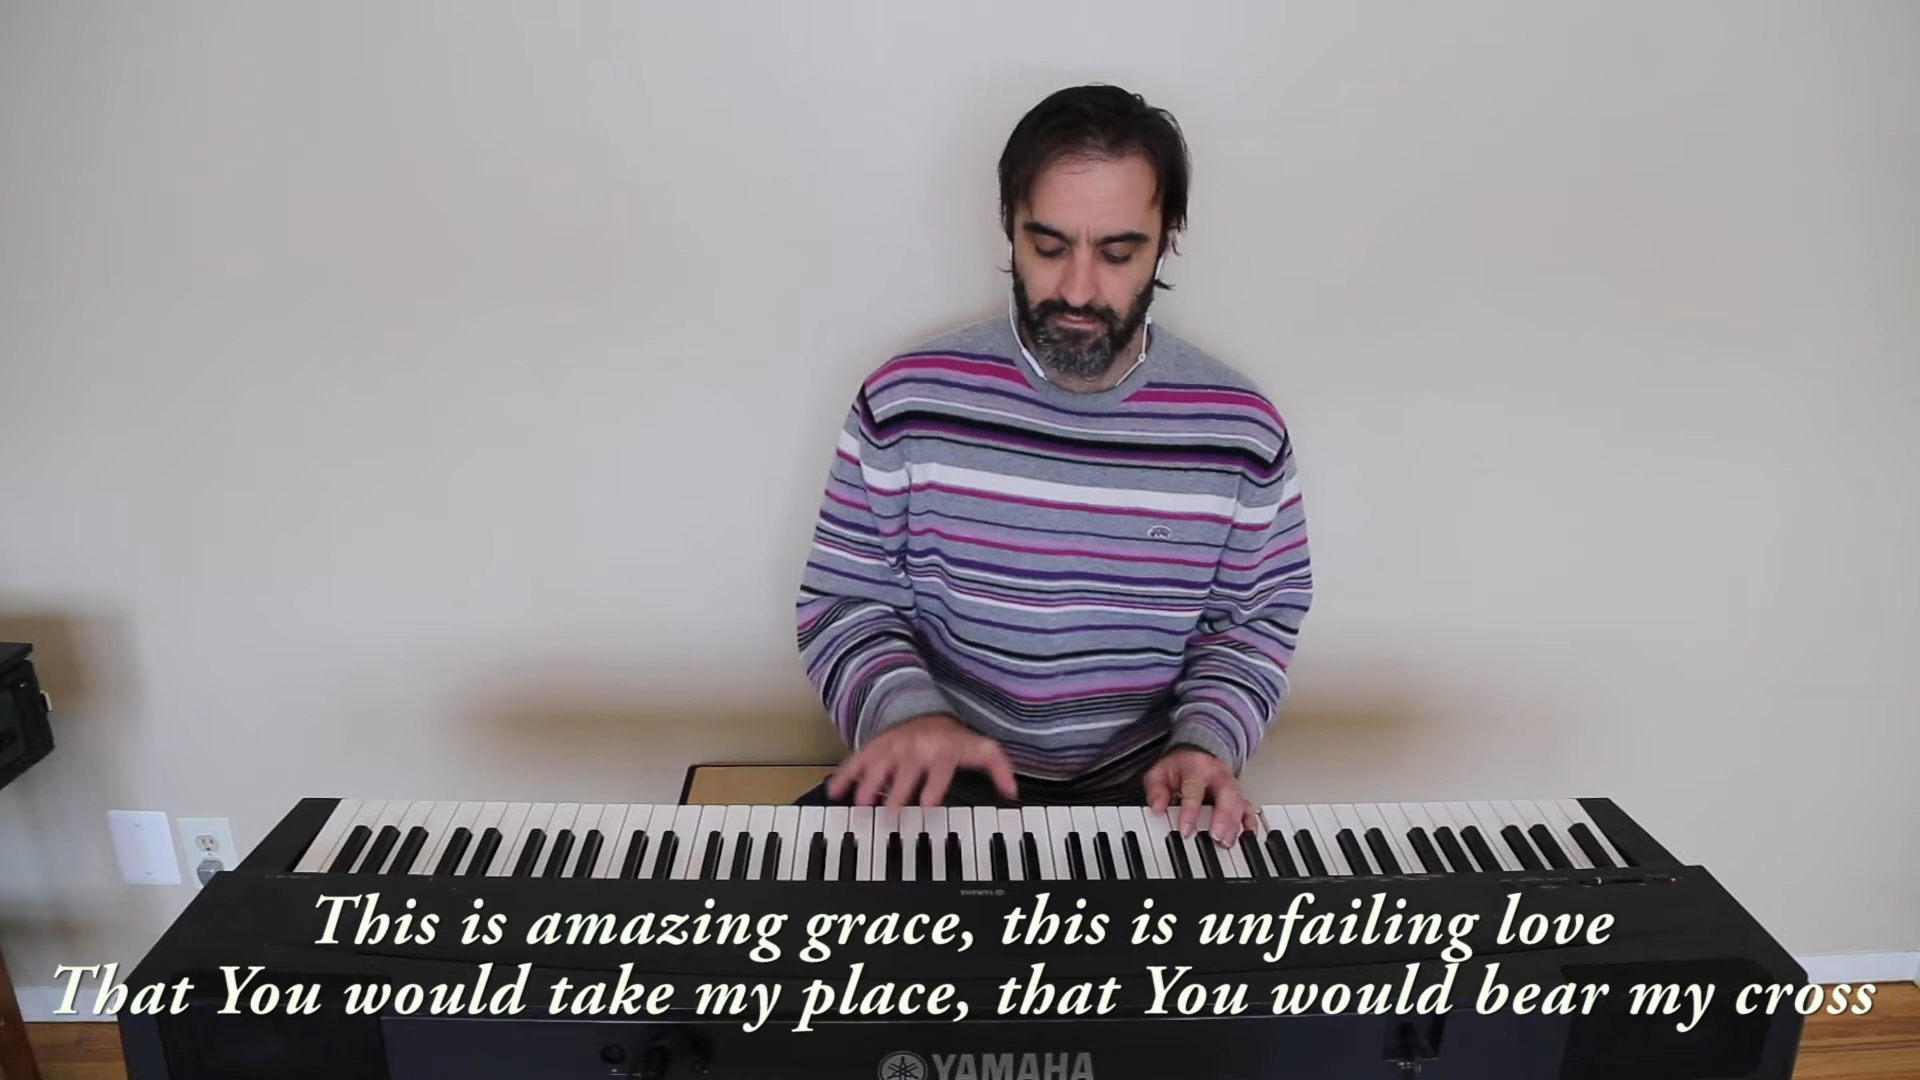 This is amazing grace, this is unfailing love
That You would take my place, that You would bear my cross
YAMAHA